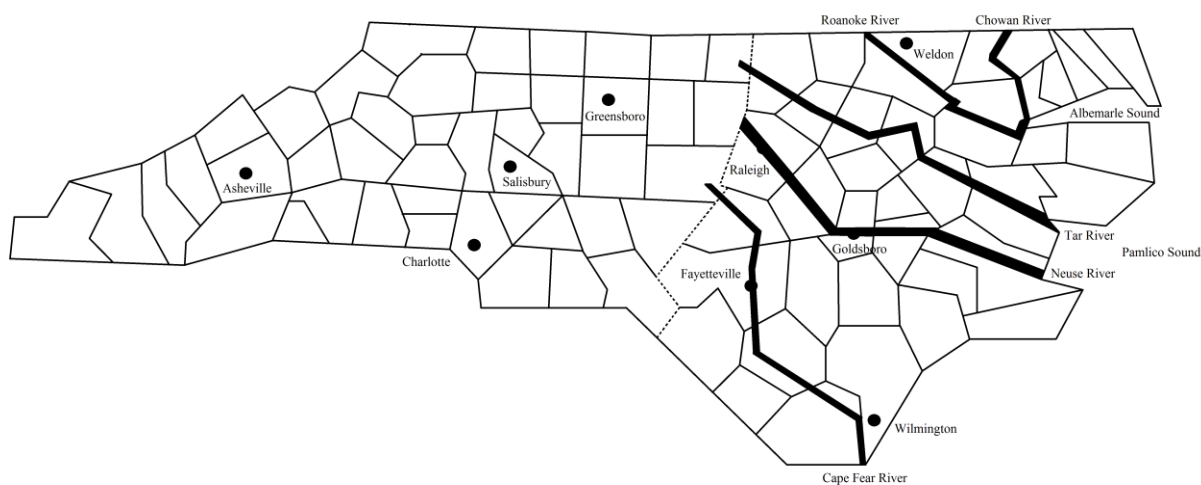 Roanoke River
Chowan River
Weldon
Greensboro
Albemarle Sound
Raleigh
Asheville
Salisbury
Tar River
Goldsboro
Pamlico Sound
Charlotte
Fayetteville
Neuse River
Wilmington
Cape Fear River